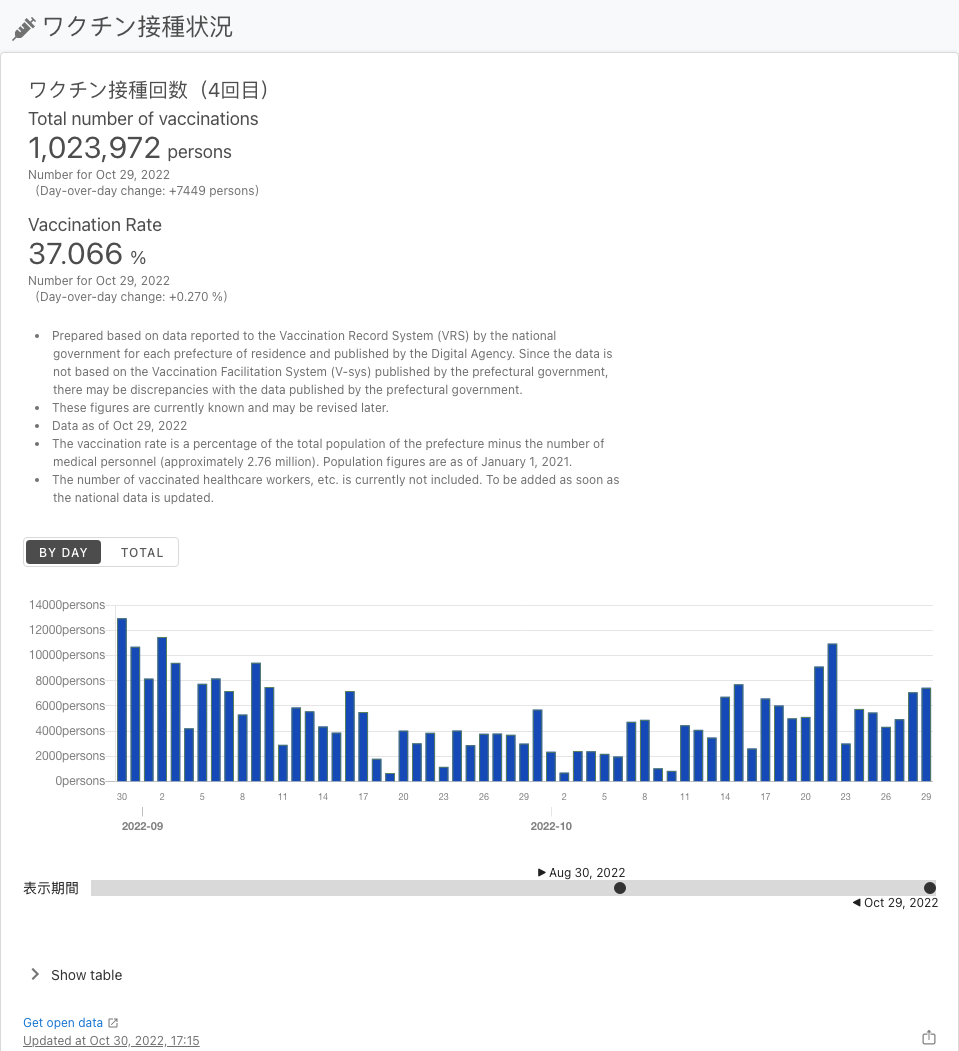 ワクチン接種状況
ワクチン接種回数（4回目）
Total number of vaccinations
1,023,972 persons
Number for Oct 29, 2022
（Day-over-day change: +7449 persons）
Vaccination Rate
37.066 %
Number for Oct 29, 2022
（Day-over-day change: +0.270 %）
• Prepared based on data reported to the Vaccination Record System (VRS) by the national
government for each prefecture of residence and published by the Digital Agency. Since the data is
not based on the Vaccination Facilitation System (V-sys) published by the prefectural government,
there may be discrepancies with the data published by the prefectural government.
• These figures are currently known and may be revised later.
• Data as of Oct 29, 2022
• The vaccination rate is a percentage of the total population of the prefecture minus the number of
medical personnel (approximately 2.76 million). Population figures are as of January 1, 2021.
• The number of vaccinated healthcare workers, etc. is currently not included. To be added as soon as
the national data is updated.
BY DAY TOTAL
14000persons
12000persons
10000persons
8000persons
6000persons
4000persons
2000persons
0persons
30 2 5 8 11 14 17 20 23 26 29 2 5 8 11 14 17 20 23 26 29
2022-09 2022-10
▶ Aug 30, 2022
表示期間
◀ Oct 29, 2022
Show table
Get open data
Updated at Oct 30, 2022, 17:15